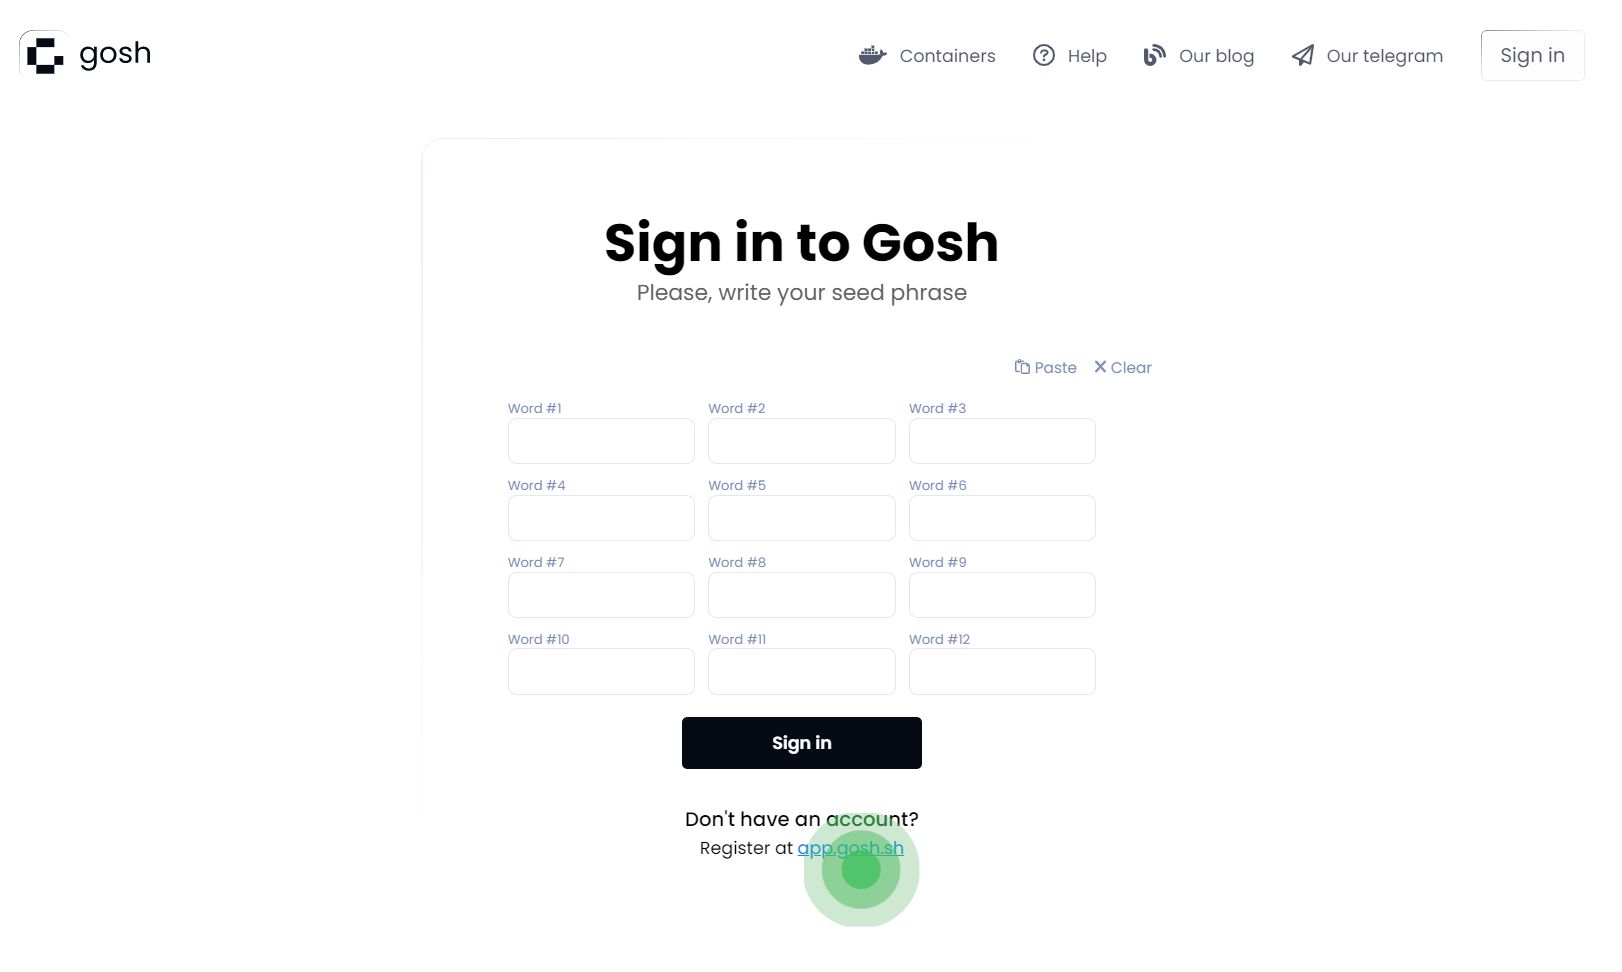 gosh
Containers
Help
Our blog
Our telegram
Sign in
Sign in to Gosh
Please, write your seed phrase
Paste
Clear
Word #1
Word #2
Word #3
Word #4
Word #5
Word #6
Word #7
Word #8
Word #9
Word #10
Word #11
Word #12
Sign in
Don't have an account?
Register at app.gosh.sh